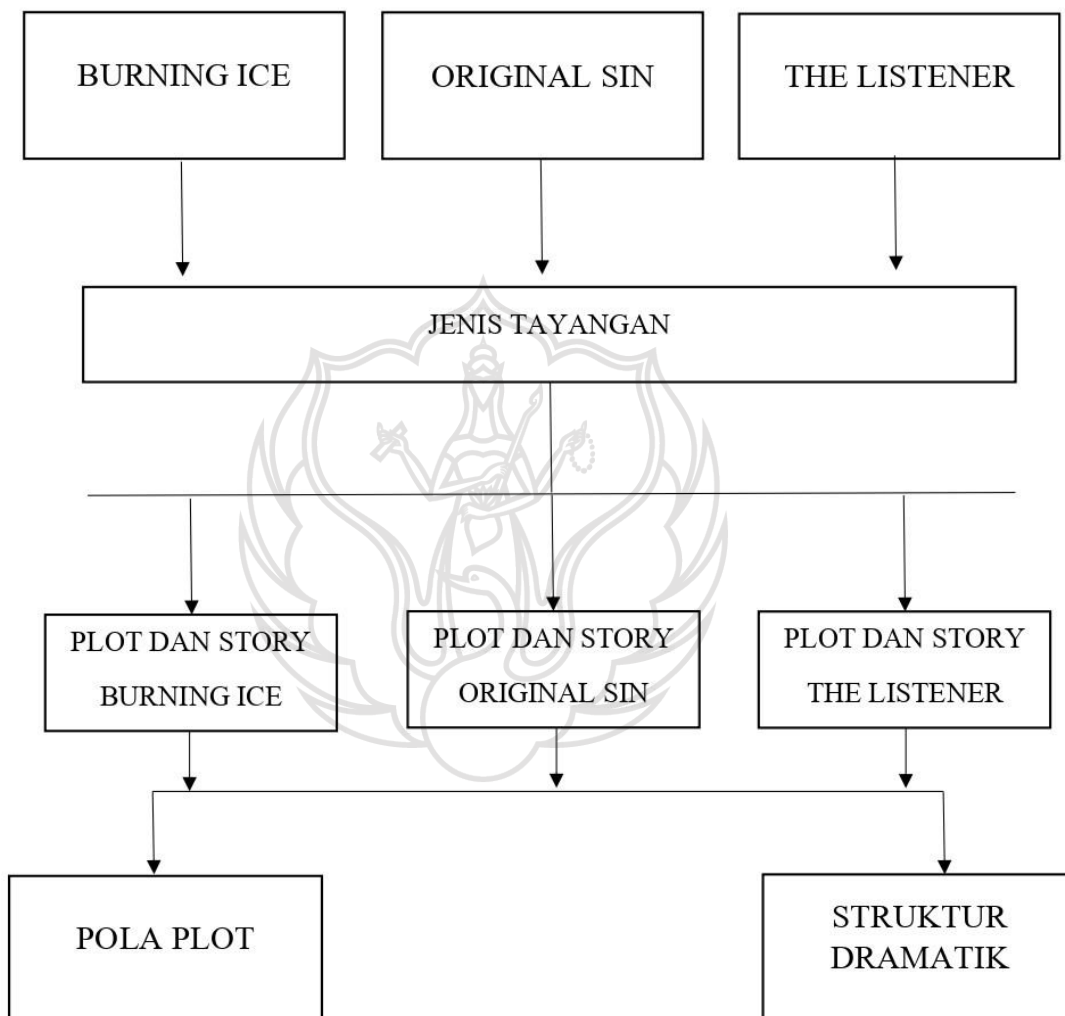 BURNING ICE
ORIGINAL SIN
THE LISTENER
JENIS TAYANGAN
PLOT DAN STORY
BURNING ICE
PLOT DAN STORY
ORIGINAL SIN
PLOT DAN STORY
THE LISTENER
POLA PLOT
STRUKTUR
DRAMATIK